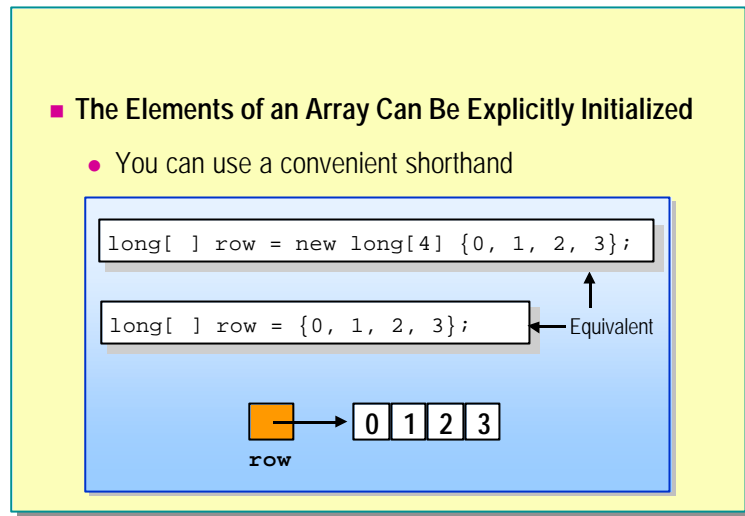 The Elements of an Array Can Be Explicitly Initialized
You can use a convenient shorthand
long[ ] row = new long[4] {0, 1, 2, 3};
long[ ] row = {0, 1, 2, 3};
Equivalent
0 1 2 3
row